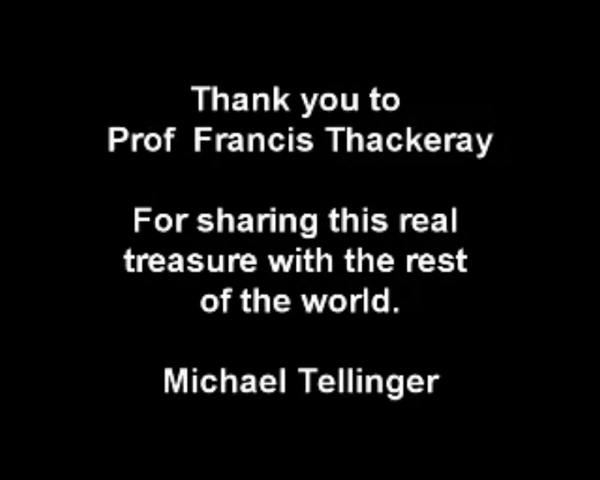 Thank you to
Prof Francis Thackeray
For sharing this real
treasure with the rest
of the world.
Michael Tellinger